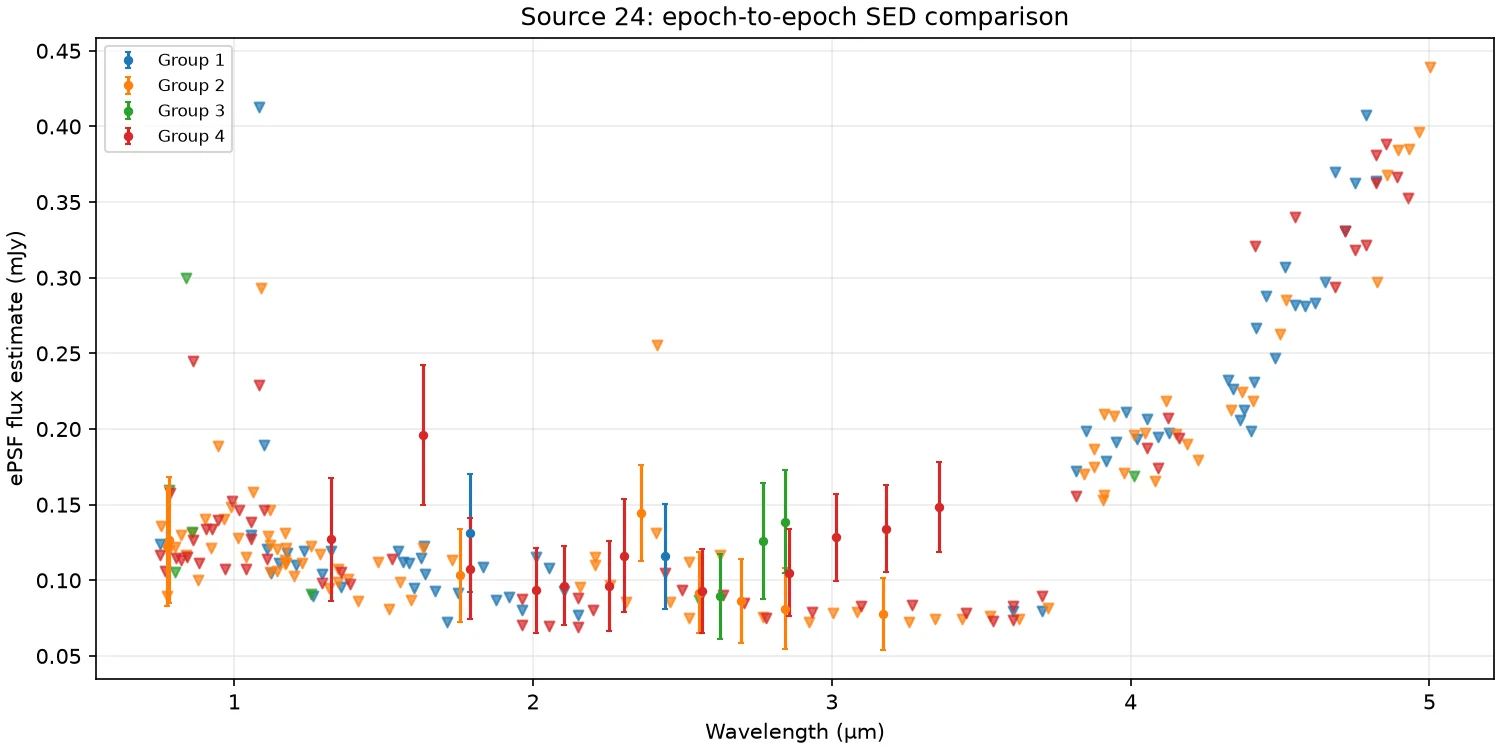 Source 24: epoch-to-epoch SED comparison
Group 1
Group 2
Group 3
Group 4
ePSF flux estimate (mJy)
0.45
0.40
0.35
0.30
0.25
0.20
0.15
0.10
0.05
1 2 3 4 5
Wavelength (μm)